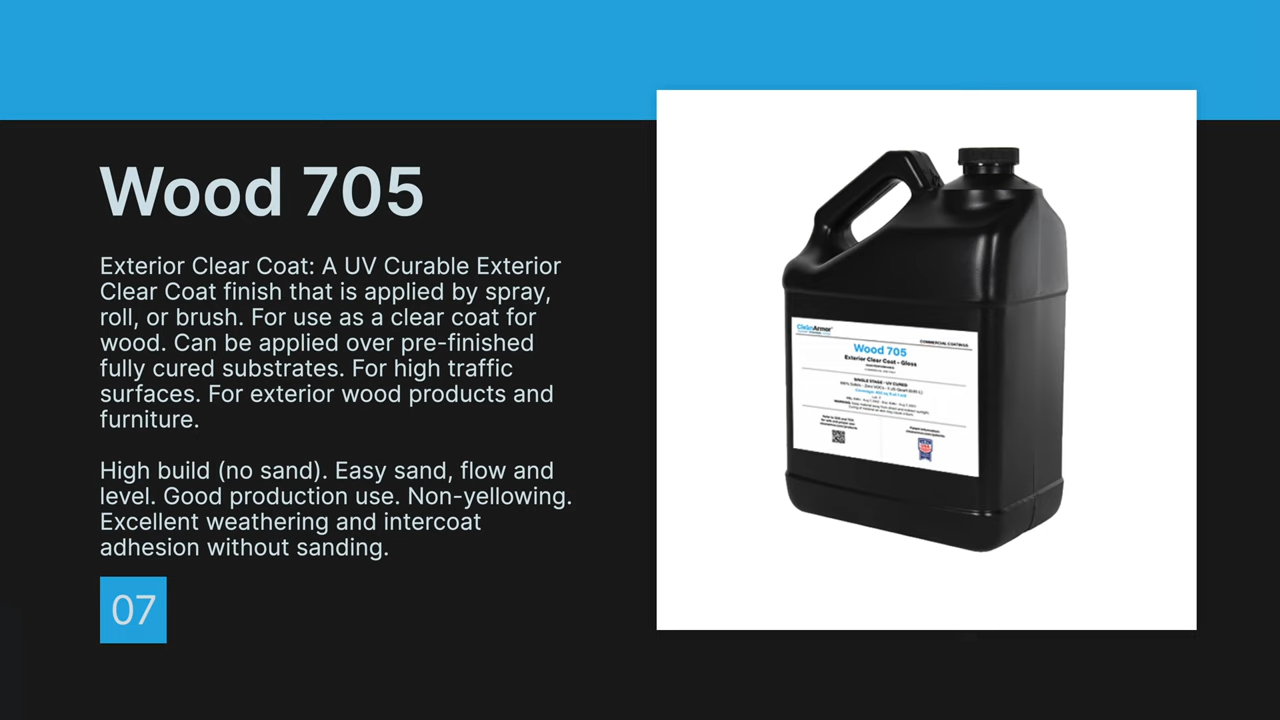 Wood 705
Exterior Clear Coat: A UV Curable Exterior
Clear Coat finish that is applied by spray,
roll, or brush. For use as a clear coat for
wood. Can be applied over pre-finished
fully cured substrates. For high traffic
surfaces. For exterior wood products and
furniture.
High build (no sand). Easy sand, flow and
level. Good production use. Non-yellowing.
Excellent weathering and intercoat
adhesion without sanding.
07
CleanArmor
COMMERCIAL COATINGS
Wood 705
Exterior Clear Coat - Gloss
SINGLE STAGE - UV CURED